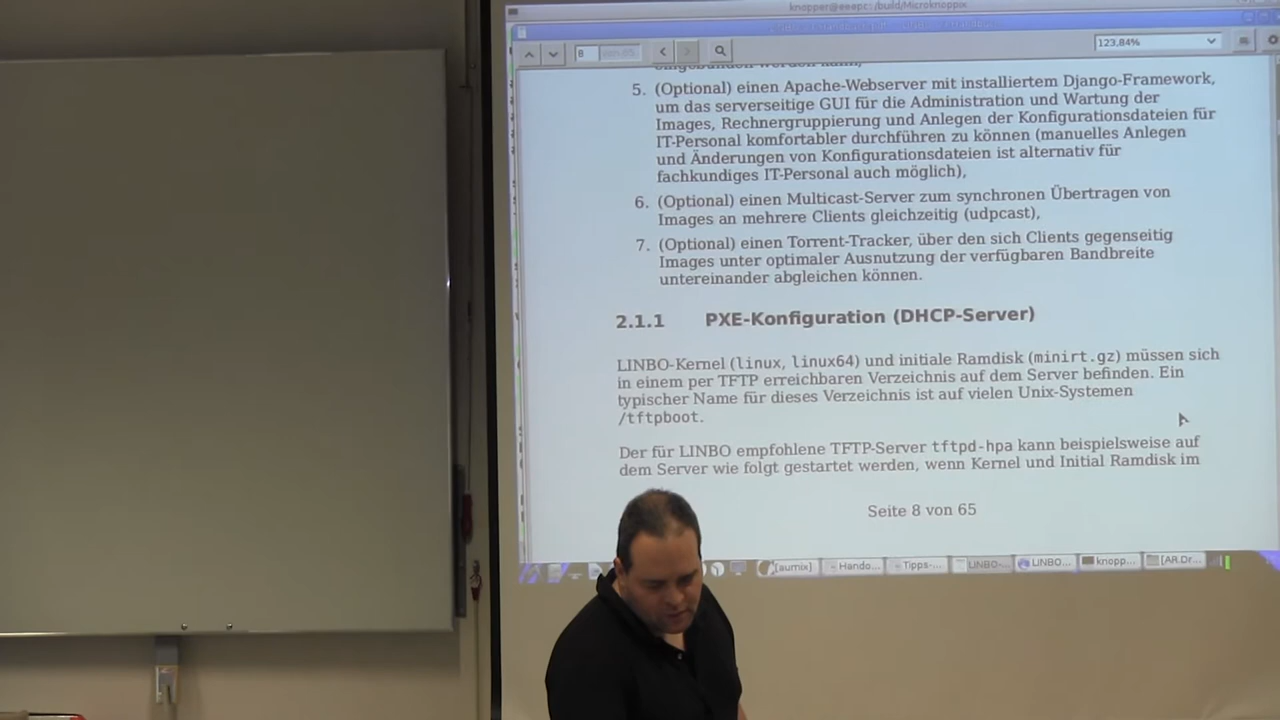 knopper@eeepc: /build/Microknoppix
8 von 65
123,84%
eingebunden werden kann,
5. (Optional) einen Apache-Webserver mit installiertem Django-Framework,
um das serverseitige GUI für die Administration und Wartung der
Images, Rechnergruppierung und Anlegen der Konfigurationsdateien für
IT-Personal komfortabler durchführen zu können (manuelles Anlegen
und Änderungen von Konfigurationsdateien ist alternativ für
fachkundiges IT-Personal auch möglich),
6. (Optional) einen Multicast-Server zum synchronen Übertragen von
Images an mehrere Clients gleichzeitig (udpcast),
7. (Optional) einen Torrent-Tracker, über den sich Clients gegenseitig
Images unter optimaler Ausnutzung der verfügbaren Bandbreite
untereinander abgleichen können.
2.1.1 PXE-Konfiguration (DHCP-Server)
LINBO-Kernel (linux, linux64) und initiale Ramdisk (minirt.gz) müssen sich
in einem per TFTP erreichbaren Verzeichnis auf dem Server befinden. Ein
typischer Name für dieses Verzeichnis ist auf vielen Unix-Systemen
/tftpboot.
Der für LINBO empfohlene TFTP-Server tftpd-hpa kann beispielsweise auf
dem Server wie folgt gestartet werden, wenn Kernel und Initial Ramdisk im
Seite 8 von 65
[aumix] Hando... Tipps-... LINBO-... LINBO... knopp... [AR.Dr...